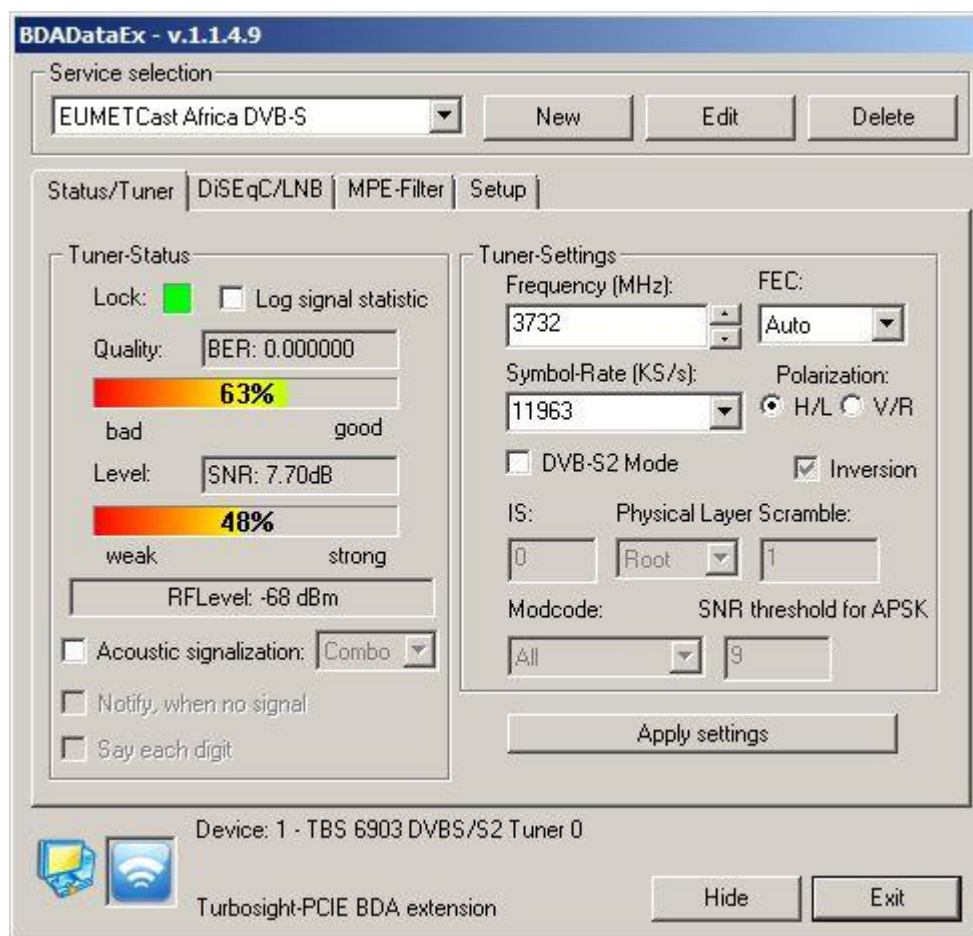 BDADataEx - v.1.1.4.9
Service selection
EUMETCast Africa DVB-S
New
Edit
Delete
Status/Tuner
DiSEqC/LNB
MPE-Filter
Setup
Tuner-Status
Lock:
Log signal statistic
Quality:
BER: 0.000000
63%
bad
good
Level:
SNR: 7.70dB
48%
weak
strong
RFLevel: -68 dBm
Acoustic signalization:
Combo
Notify, when no signal
Say each digit
Tuner-Settings
Frequency (MHz):
FEC:
3732
Auto
Symbol-Rate (KS/s):
Polarization:
11963
H/L
V/R
DVB-S2 Mode
Inversion
IS:
Physical Layer Scramble:
0
Root
1
Modcode:
SNR threshold for APSK
All
9
Apply settings
Device: 1 - TBS 6903 DVBS/S2 Tuner 0
Turbosight-PCIE BDA extension
Hide
Exit